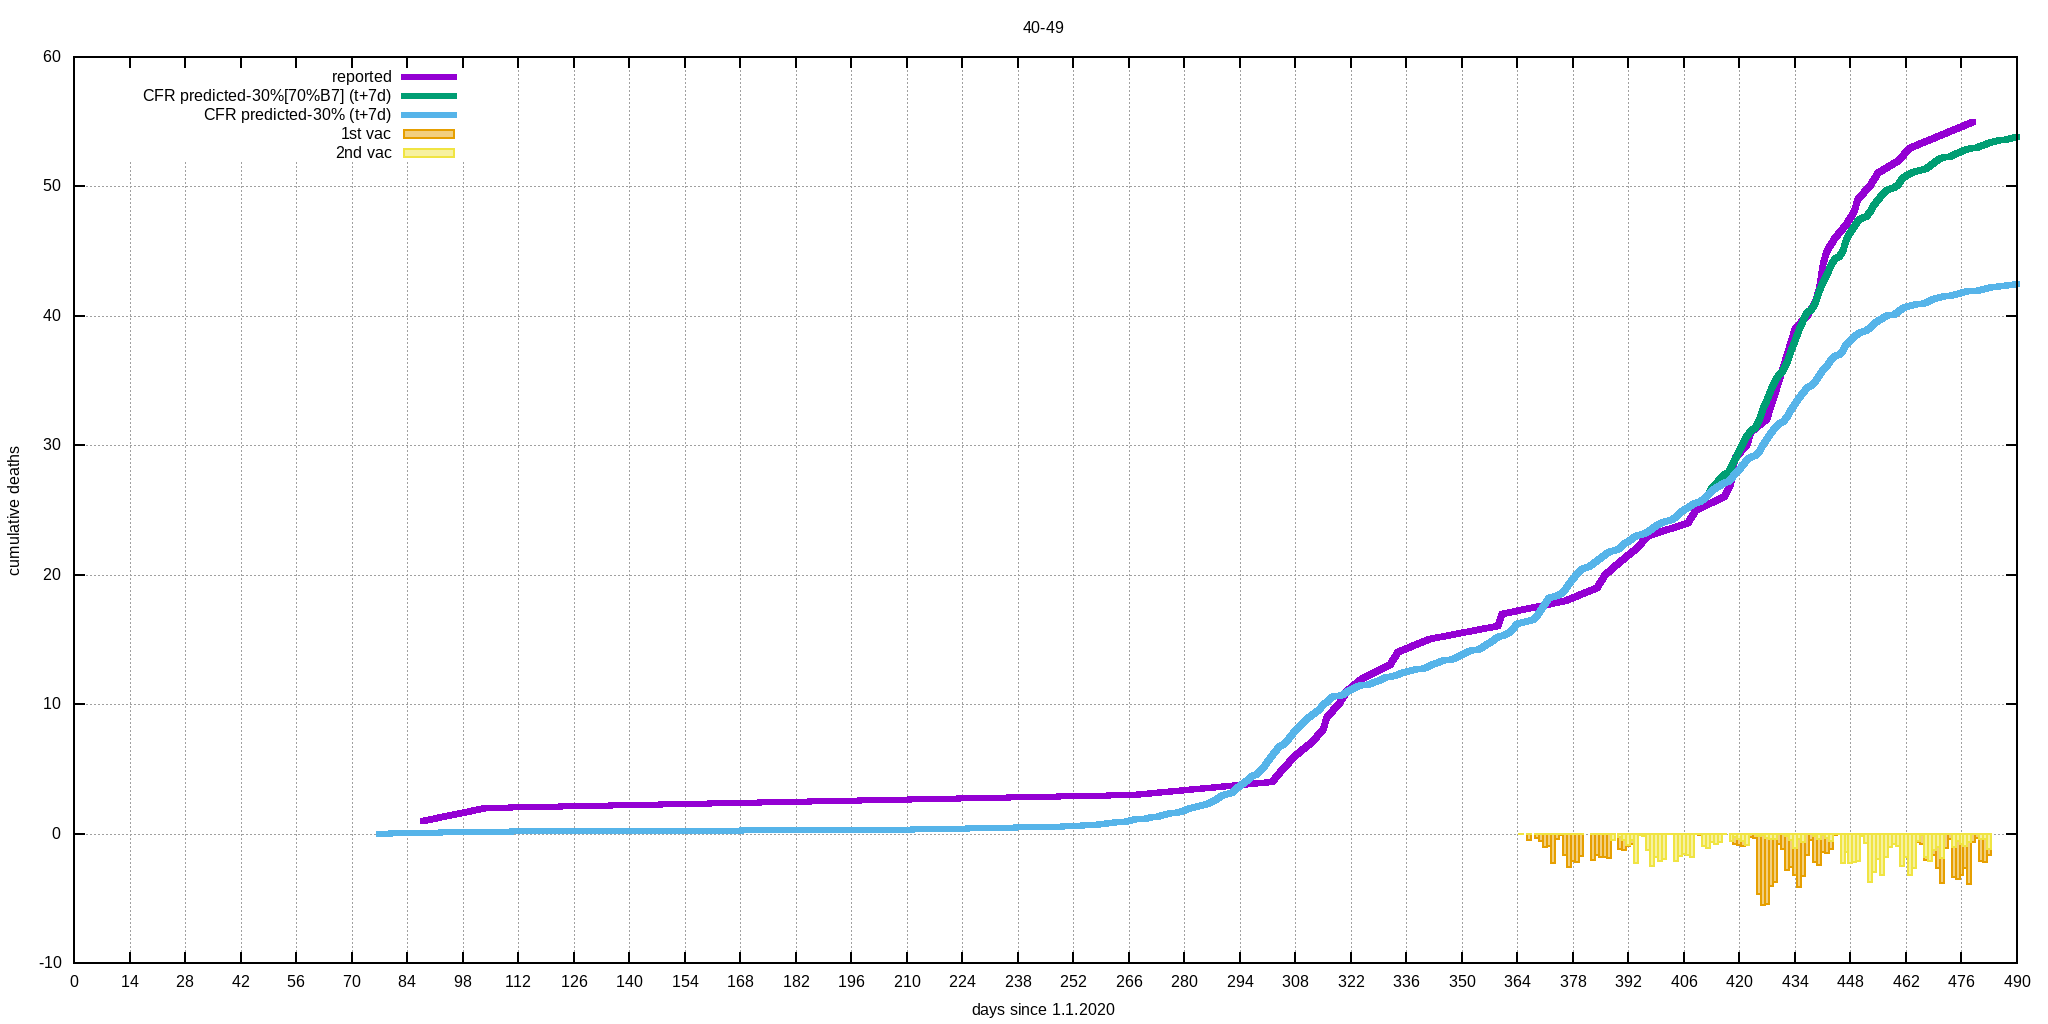 40-49
60
50
40
30
20
10
0
-10
cumulative deaths
reported
CFR predicted-30%[70%B7] (t+7d)
CFR predicted-30% (t+7d)
1st vac
2nd vac
0 14 28 42 56 70 84 98 112 126 140 154 168 182 196 210 224 238 252 266 280 294 308 322 336 350 364 378 392 406 420 434 448 462 476 490
days since 1.1.2020